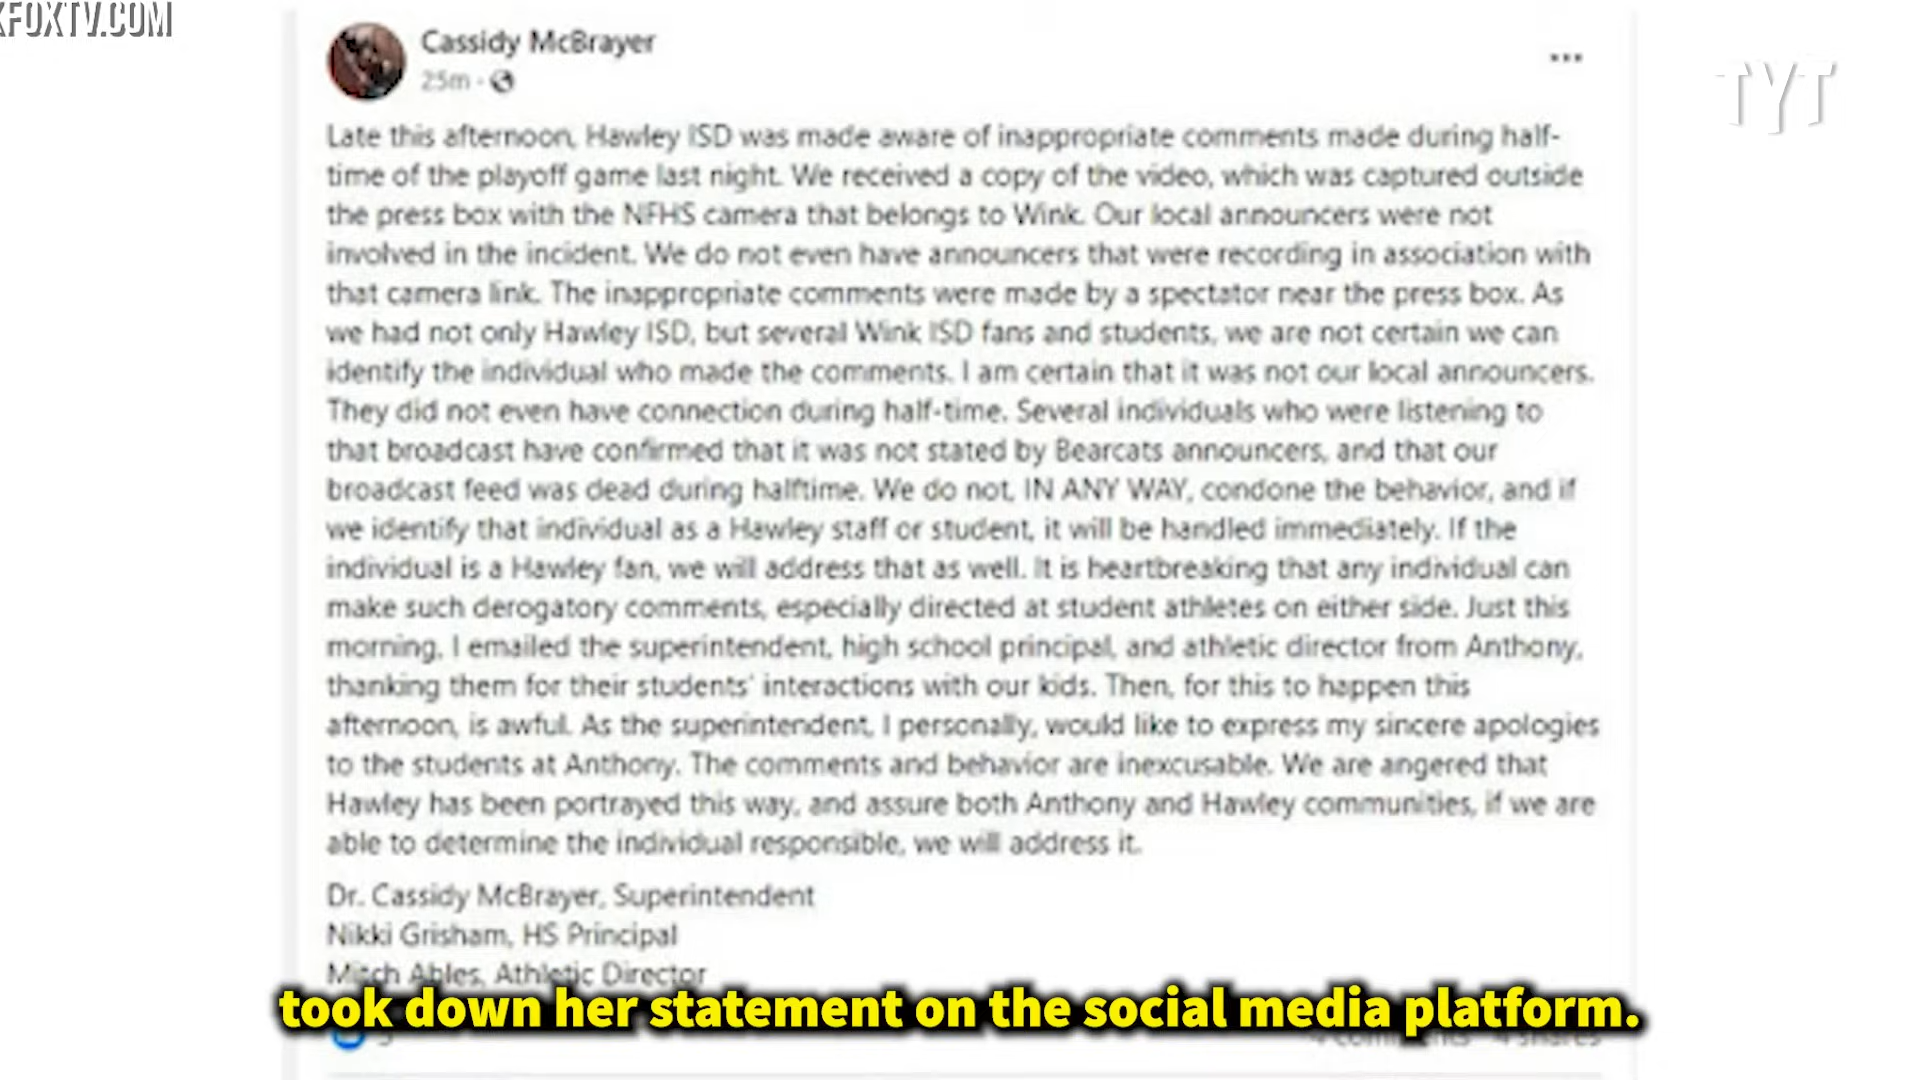 KFOXTV.COM
TYT
Cassidy McBrayer
25m ·
Late this afternoon, Hawley ISD was made aware of inappropriate comments made during half-
time of the playoff game last night. We received a copy of the video, which was captured outside
the press box with the NFHS camera that belongs to Wink. Our local announcers were not
involved in the incident. We do not even have announcers that were recording in association with
that camera link. The inappropriate comments were made by a spectator near the press box. As
we had not only Hawley ISD, but several Wink ISD fans and students, we are not certain we can
identify the individual who made the comments. I am certain that it was not our local announcers.
They did not even have connection during half-time. Several individuals who were listening to
that broadcast have confirmed that it was not stated by Bearcats announcers, and that our
broadcast feed was dead during halftime. We do not, IN ANY WAY, condone the behavior, and if
we identify that individual as a Hawley staff or student, it will be handled immediately. If the
individual is a Hawley fan, we will address that as well. It is heartbreaking that any individual can
make such derogatory comments, especially directed at student athletes on either side. Just this
morning, I emailed the superintendent, high school principal, and athletic director from Anthony,
thanking them for their students' interactions with our kids. Then, for this to happen this
afternoon, is awful. As the superintendent, I personally, would like to express my sincere apologies
to the students at Anthony. The comments and behavior are inexcusable. We are angered that
Hawley has been portrayed this way, and assure both Anthony and Hawley communities, if we are
able to determine the individual responsible, we will address it.
Dr. Cassidy McBrayer, Superintendent
Nikki Grisham, HS Principal
Mitch Ables, Athletic Director
took down her statement on the social media platform.
4 comments 4 shares